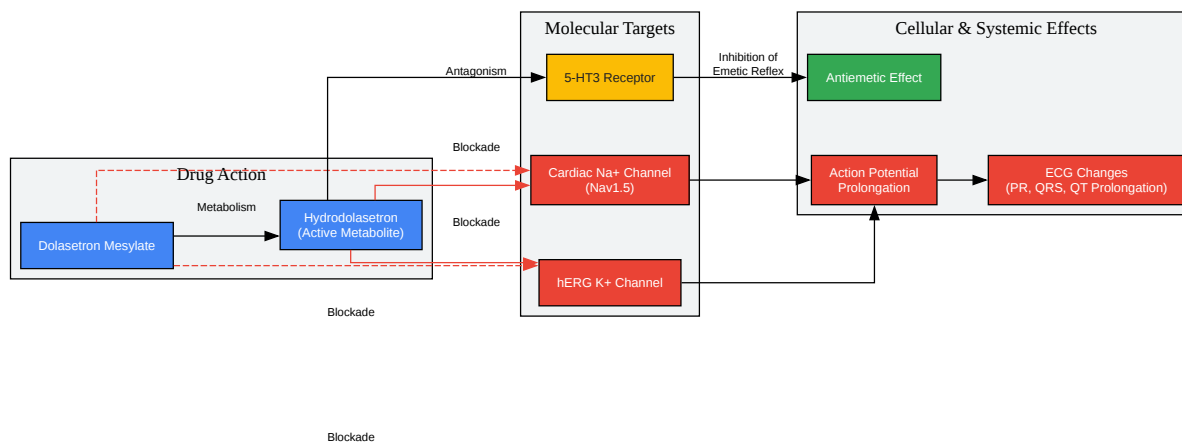 Molecular Targets
Cellular & Systemic Effects
Antagonism
5-HT3 Receptor
Inhibition of
Emetic Reflex
Antiemetic Effect
Blockade
Drug Action
Cardiac Na+ Channel
(Nav1.5)
Action Potential
Prolongation
ECG Changes
(PR, QRS, QT Prolongation)
Metabolism
Hydrodolasetron
(Active Metabolite)
Blockade
Dolasetron Mesylate
hERG K+ Channel
Blockade
Blockade